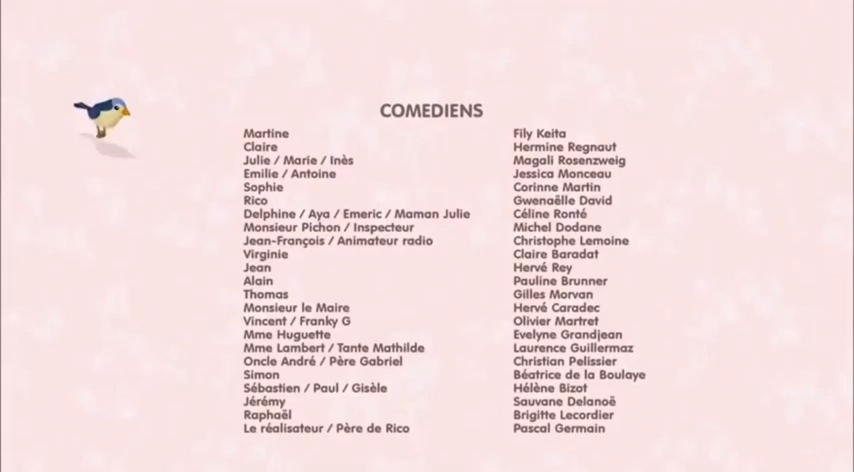 COMEDIENS
Martine Fily Keita
Claire Hermine Regnaut
Julie / Marie / Inès Magali Rosenzweig
Emilie / Antoine Jessica Monceau
Sophie Corinne Martin
Rico Gwenaëlle David
Delphine / Aya / Emeric / Maman Julie Céline Ronté
Monsieur Pichon / Inspecteur Michel Dodane
Jean-François / Animateur radio Christophe Lemoine
Virginie Claire Baradat
Jean Hervé Rey
Alain Pauline Brunner
Thomas Gilles Morvan
Monsieur le Maire Hervé Caradec
Vincent / Franky G Olivier Martret
Mme Huguette Evelyne Grandjean
Mme Lambert / Tante Mathilde Laurence Guillermaz
Oncle André / Père Gabriel Christian Pelissier
Simon Béatrice de la Boulaye
Sébastien / Paul / Gisèle Hélène Bizot
Jérémy Sauvane Delanoë
Raphaël Brigitte Lecordier
Le réalisateur / Père de Rico Pascal Germain